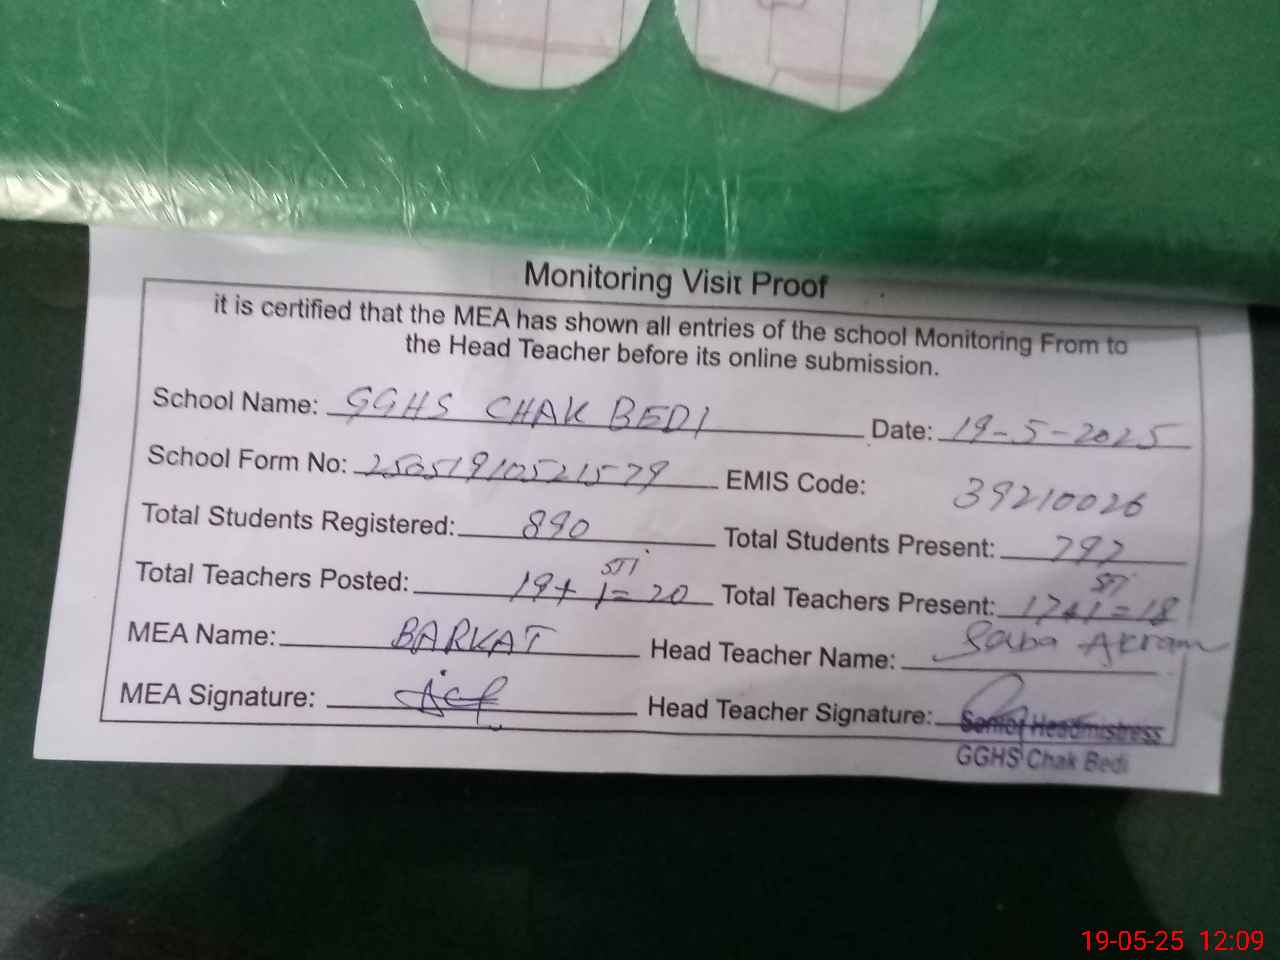 Monitoring Visit Proof
it is certified that the MEA has shown all entries of the school Monitoring From to
the Head Teacher before its online submission.
School Name: GGHS CHAK BEDI Date: 19-5-2025
School Form No: 25051910521579 EMIS Code: 39210026
Total Students Registered: 890 Total Students Present: 797
Total Teachers Posted: 19+1=20 STI Total Teachers Present: 17+1=18 STI
MEA Name: BARKAT Head Teacher Name: Saba Akram
MEA Signature: Head Teacher Signature:
Senior Headmistress
GGHS Chak Bedi
19-05-25 12:09